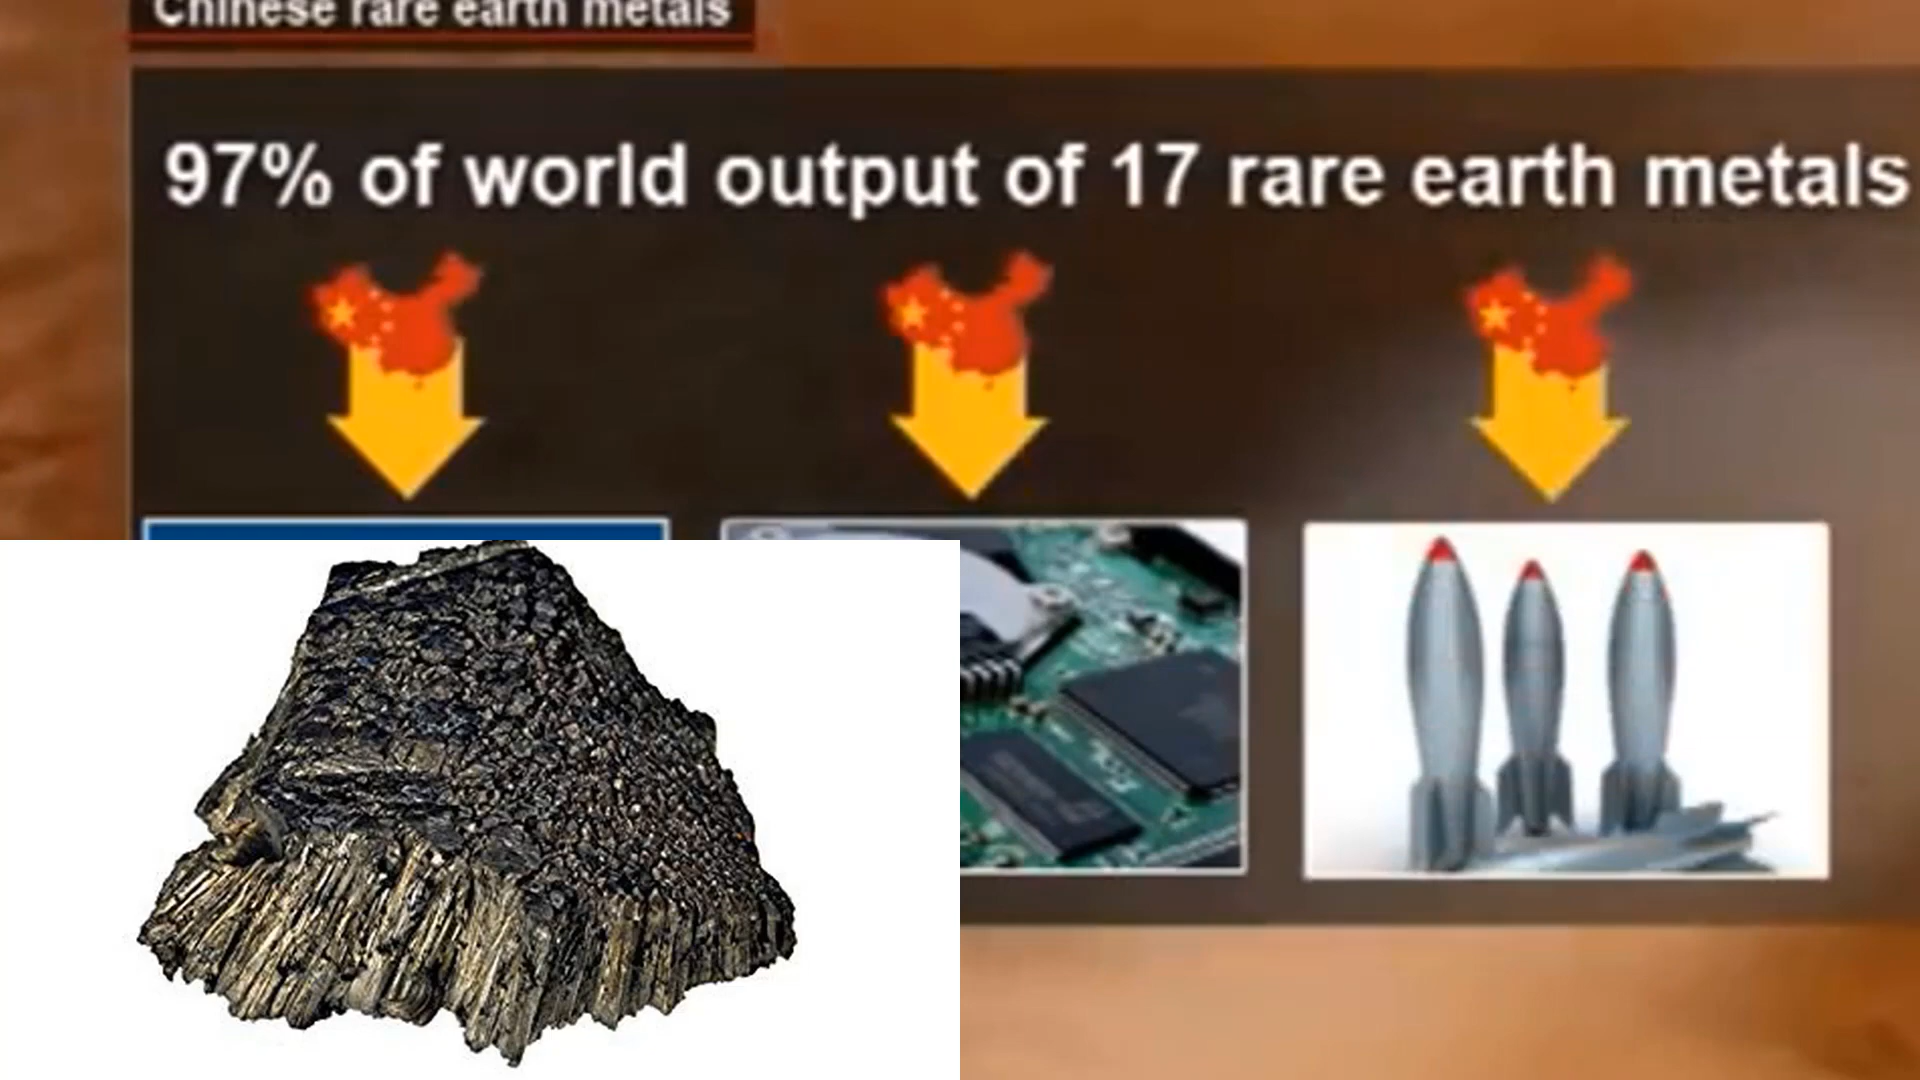 Chinese rare earth metals
97% of world output of 17 rare earth metals